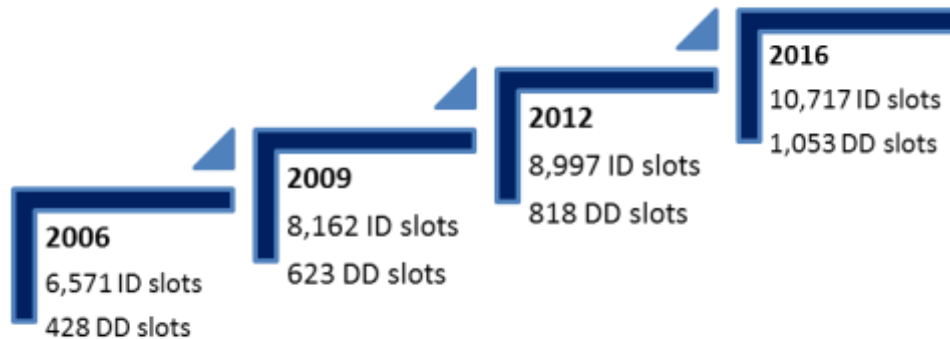 2006
6,571 ID slots
428 DD slots
2009
8,162 ID slots
623 DD slots
2012
8,997 ID slots
818 DD slots
2016
10,717 ID slots
1,053 DD slots